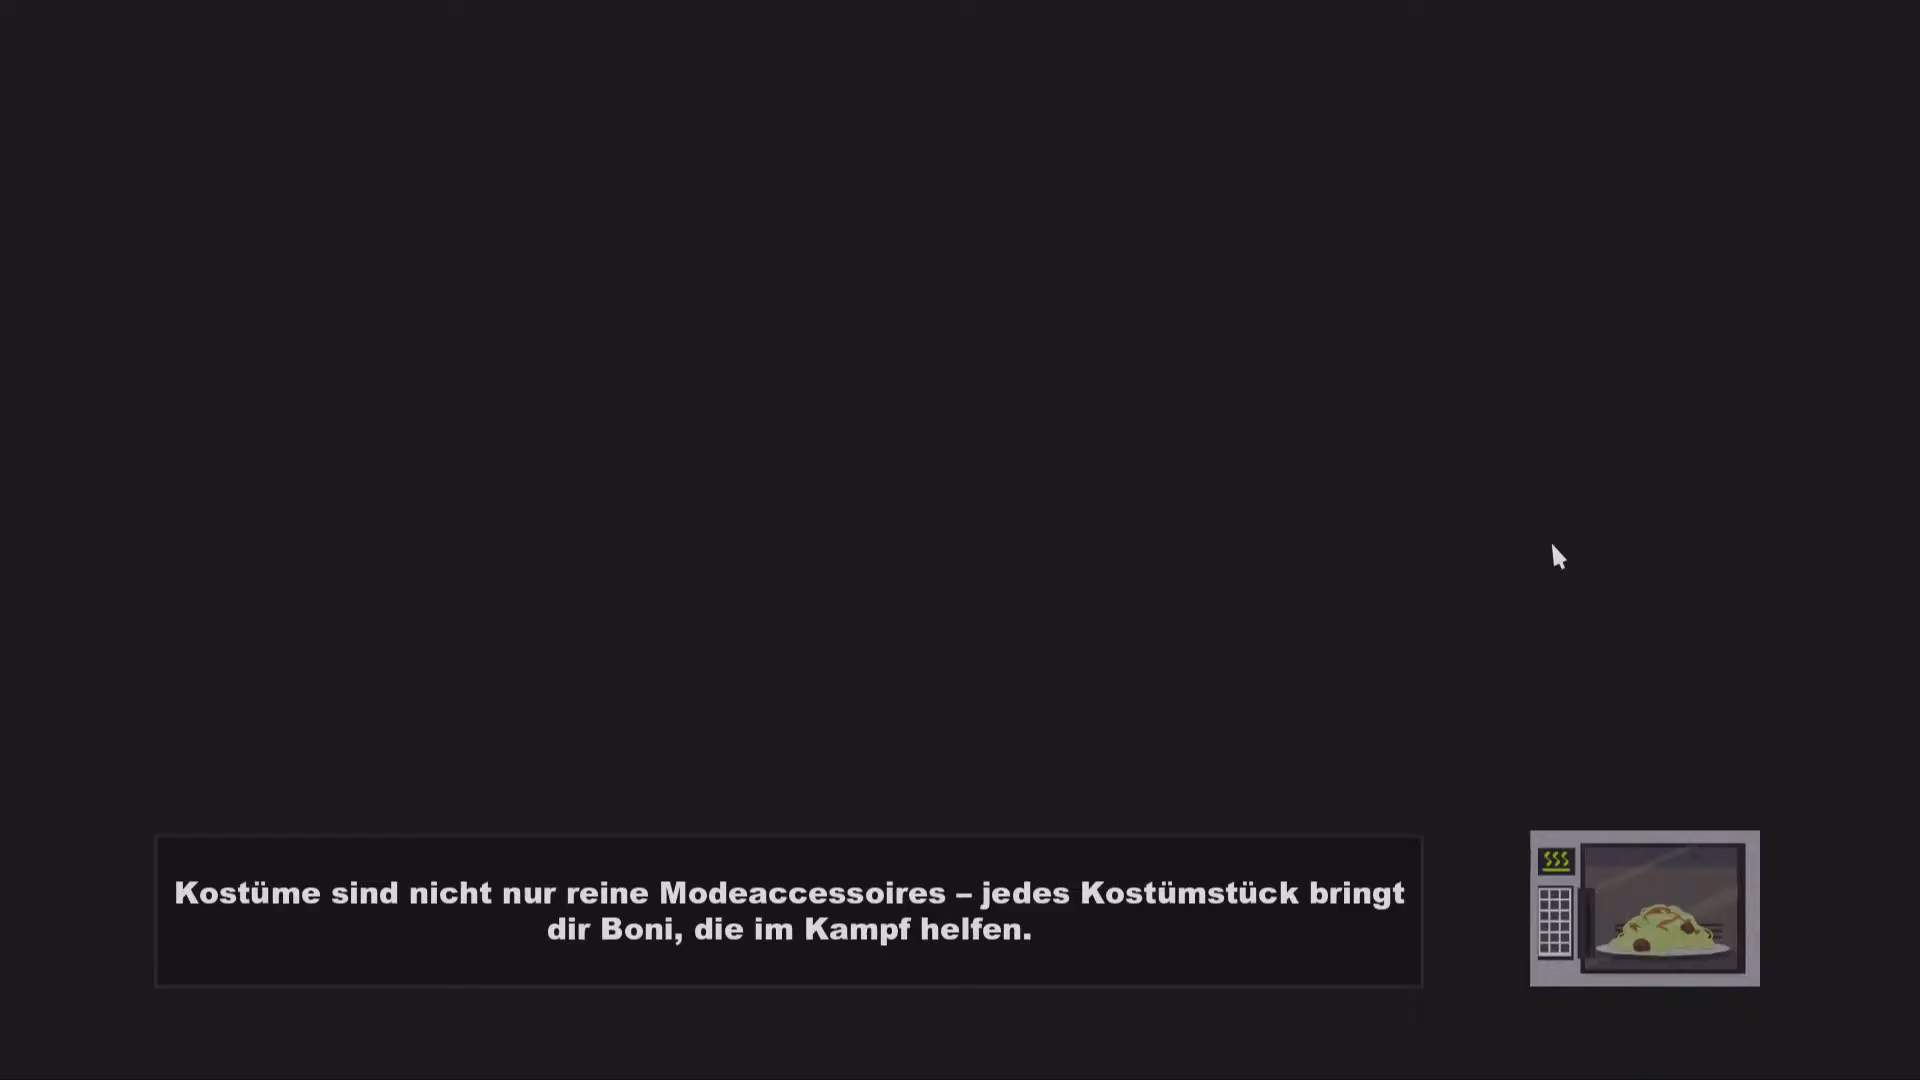 Kostüme sind nicht nur reine Modeaccessoires – jedes Kostümstück bringt
dir Boni, die im Kampf helfen.